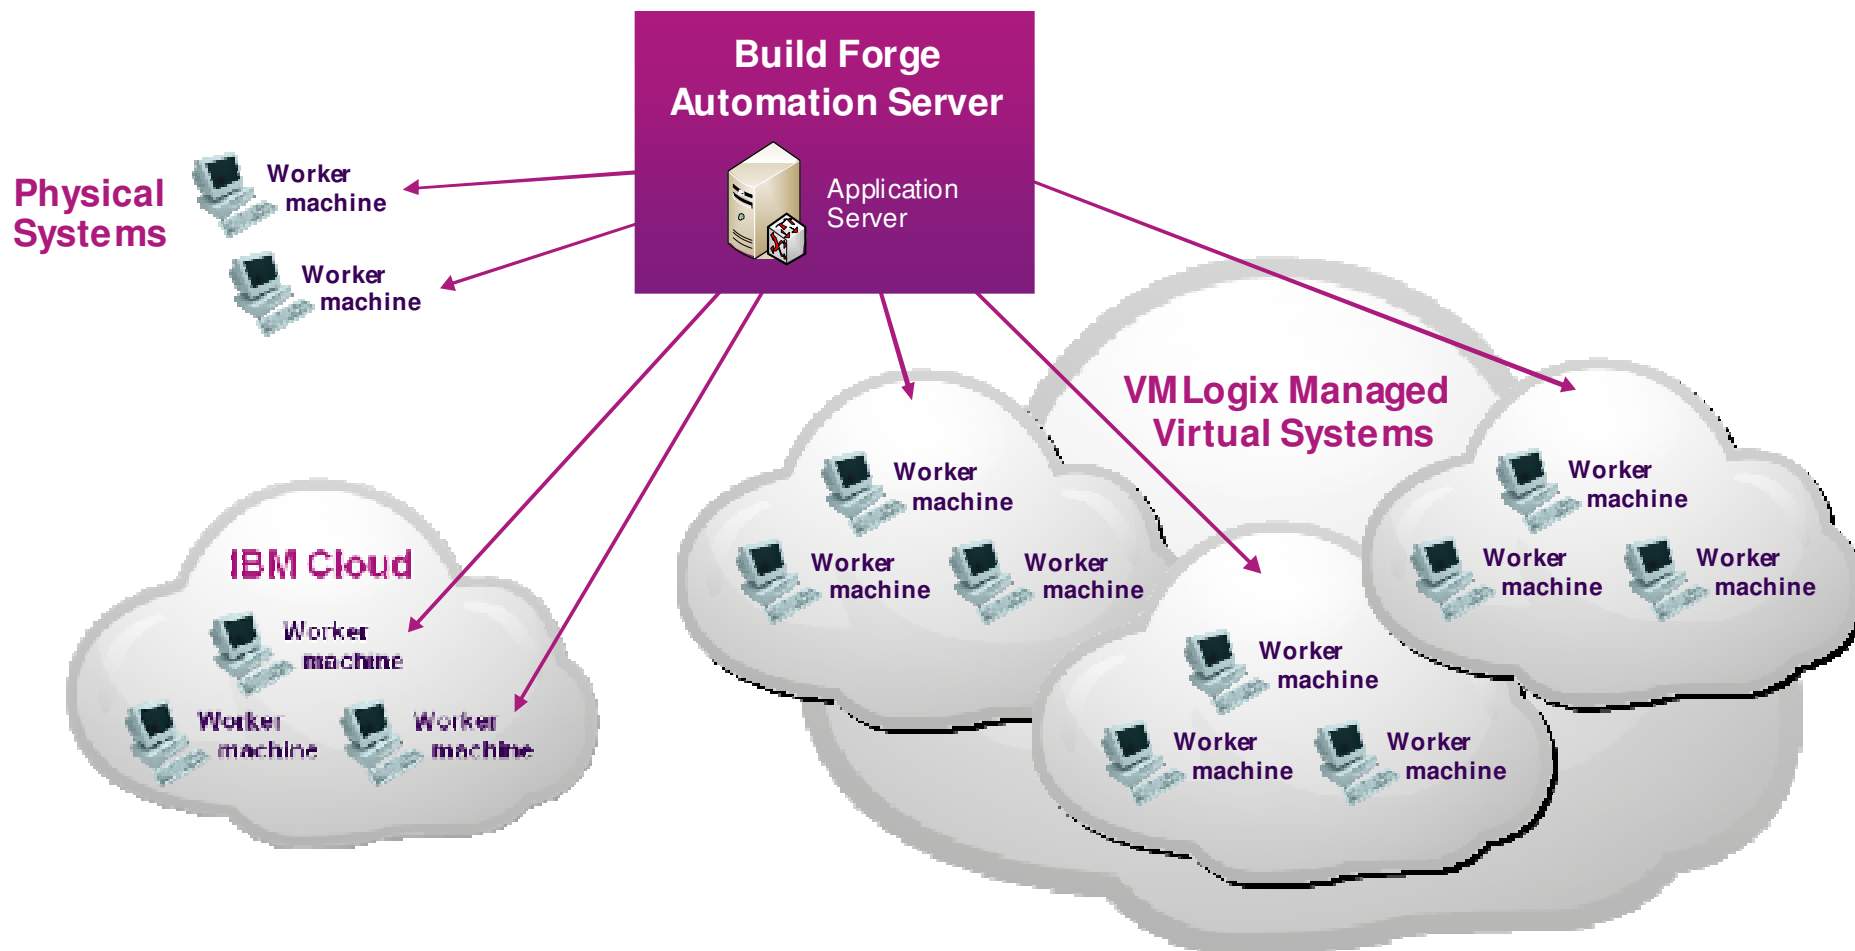 Build Forge
Automation Server
Application
Server
Physical
Systems
Worker
machine
Worker
machine
IBM Cloud
Worker
machine
Worker
machine
Worker
machine
VMLogix Managed
Virtual Systems
Worker
machine
Worker
machine
Worker
machine
Worker
machine
Worker
machine
Worker
machine
Worker
machine
Worker
machine
Worker
machine